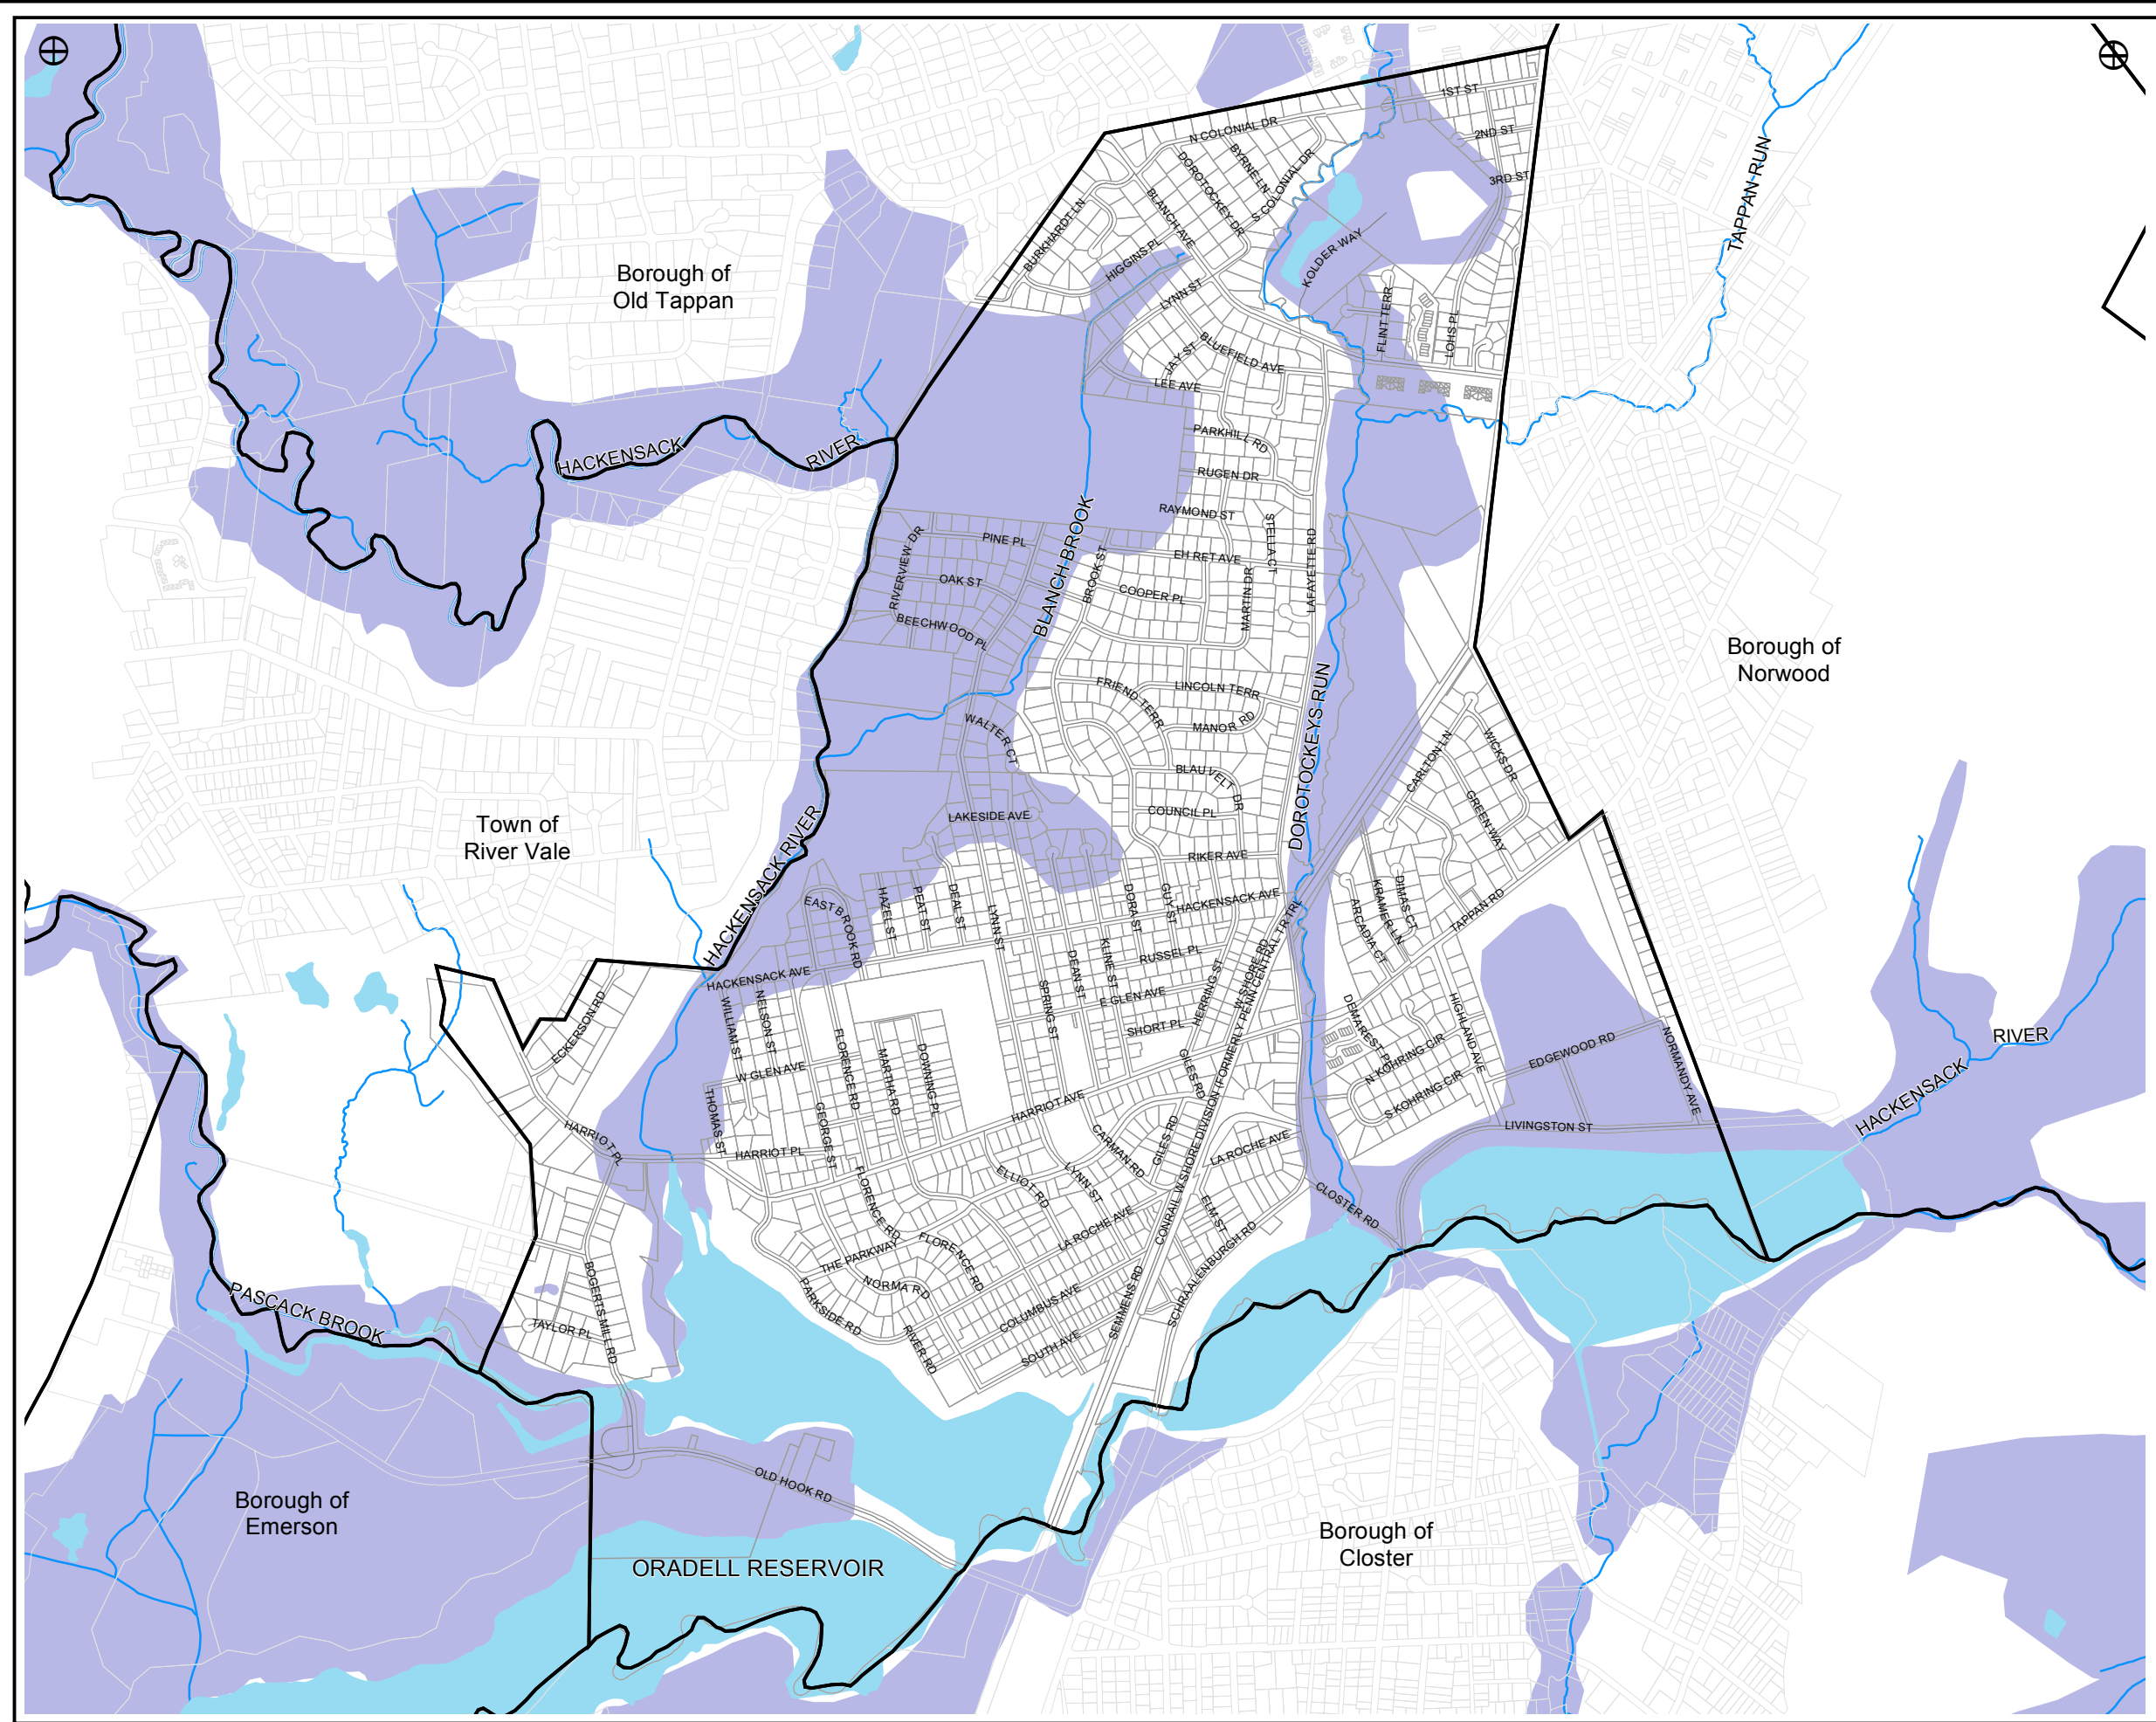 1ST ST
N COLONIAL DR
2ND ST
BYRNE LN
DOROTOCKEY DR
S COLONIAL DR
3RD ST
TAPPAN RUN
BLANCH AVE
BURKHARDT LN
HIGGINS PL
KOLDER WAY
Borough of
Old Tappan
LYNN ST
FLINT TERR
LOHS PL
JAY ST
BLUEFIELD AVE
LEE AVE
PARKHILL RD
HACKENSACK
RIVER
RUGEN DR
RAYMOND ST
STELLA CT
LAFAYETTE RD
PINE PL
RIVERVIEW DR
BLANCH BROOK
BROOK ST
EH RET AVE
OAK ST
COOPER PL
MARTIN DR
BEECHWOOD PL
Borough of
Norwood
FRIEND TERR
LINCOLN TERR
MANOR RD
DOROTOCKEYS RUN
WALTER CT
CARLTON LN
WICKS DR
BLAUVELT DR
GREEN WAY
COUNCIL PL
LAKESIDE AVE
Town of
River Vale
HACKENSACK RIVER
RIKER AVE
EAST BROOK RD
HAZEL ST
PEAT ST
DEAL ST
LYNN ST
DORA ST
GUY ST
HACKENSACK AVE
ARCADIA CT
KRAMER LN
DIMAS CT
TAPPAN RD
HACKENSACK AVE
DEAN ST
KLINE ST
RUSSEL PL
W SHORE RD
SPRING ST
E GLEN AVE
HERRING ST
SHORT PL
ECKERSON RD
WILLIAM ST
NELSON ST
W GLEN AVE
FLORENCE RD
MARTHA RD
DOWNING PL
DEMAREST PL
HIGHLAND AVE
N KOHRING CIR
S KOHRING CIR
EDGEWOOD RD
NORMANDY AVE
HACKENSACK
RIVER
THOMAS ST
GEORGE ST
HARRIOT AVE
GILES RD
CONRAIL W SHORE DIVISION (FORMERLY PENN CENTRAL TR TRK
HARRIOT PL
HARRIOT PL
CARMAN RD
GILES RD
LA ROCHE AVE
LIVINGSTON ST
FLORENCE RD
ELLIOT RD
LYNN ST
LA ROCHE AVE
ELM ST
CLOSTER RD
THE PARKWAY
FLORENCE RD
NORMA RD
PARKSIDE RD
COLUMBUS AVE
SEMMENS RD
SCHRAALENBURGH RD
BOGERTS MILL RD
TAYLOR PL
RIVER RD
SOUTH AVE
PASCACK BROOK
OLD HOOK RD
Borough of
Emerson
ORADELL RESERVOIR
Borough of
Closter